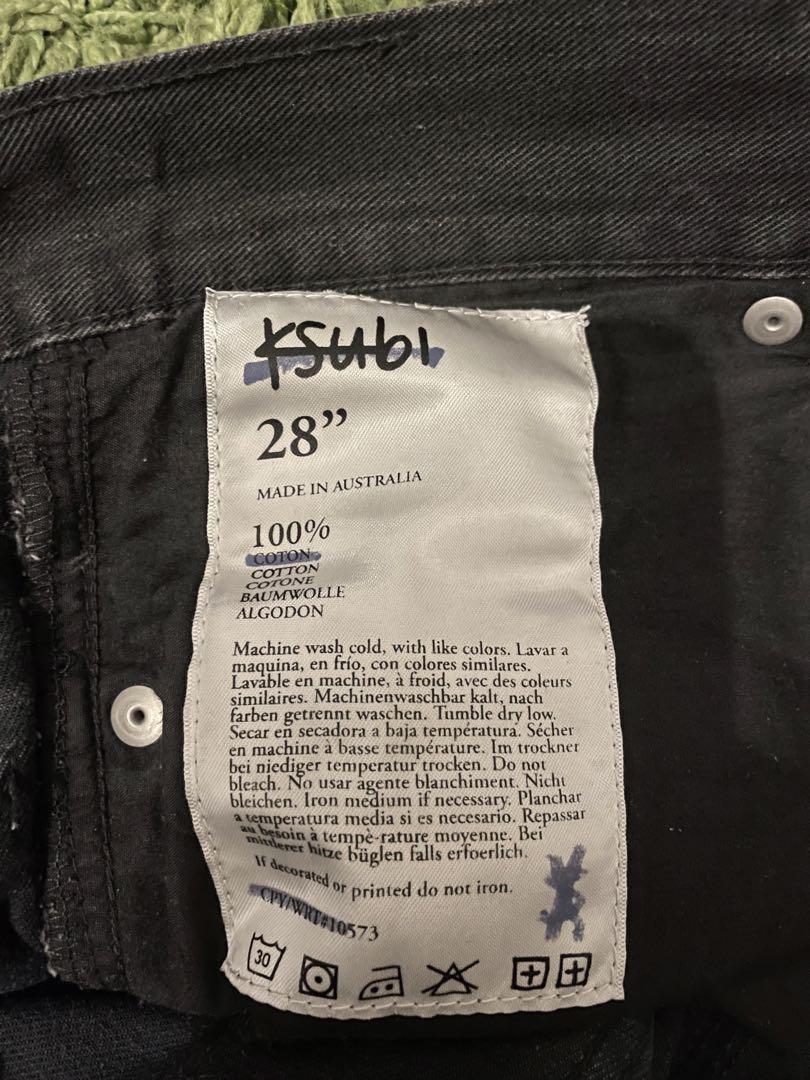 KSUBI
28”
MADE IN AUSTRALIA
100%
COTON
COTTON
COTONE
BAUMWOLLE
ALGODON
Machine wash cold, with like colors. Lavar a
maquina, en frío, con colores similares.
Lavable en machine, à froid, avec des couleurs
similaires. Machinenwaschbar kalt, nach
farben getrennt waschen. Tumble dry low.
Secar en secadora a baja temperatura. Sécher
en machine à basse température. Im trockner
bei niediger temperatur trocken. Do not
bleach. No usar agente blanchiment. Nicht
bleichen. Iron medium if necessary. Planchar
a temperatura media si es necesario. Repassar
au besoin à tempè-rature moyenne. Bei
mittlerer hitze büglen falls erfoerlich.
If decorated or printed do not iron.
CPY/WRT#10573
30